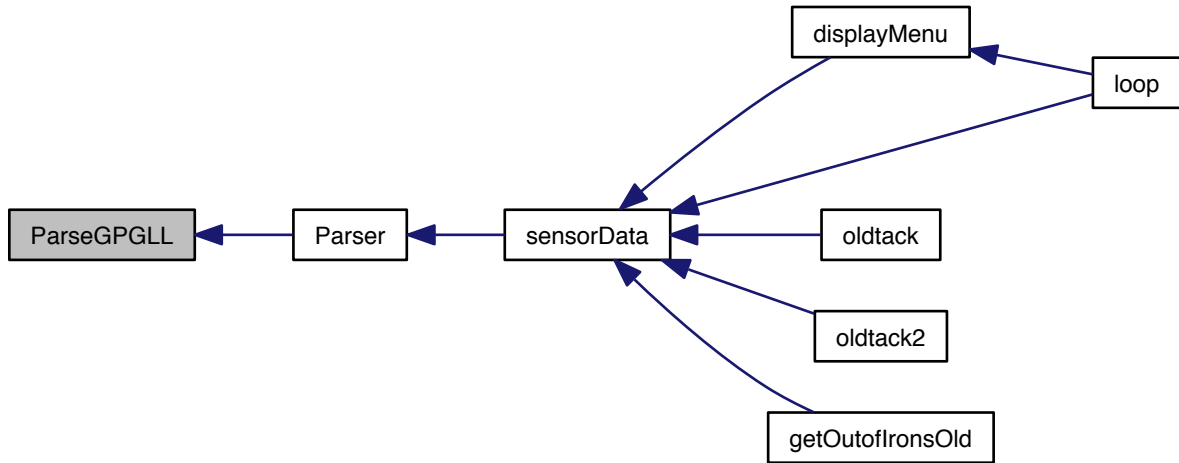 displayMenu
loop
ParseGPGLL
Parser
sensorData
oldtack
oldtack2
getOutofIronsOld